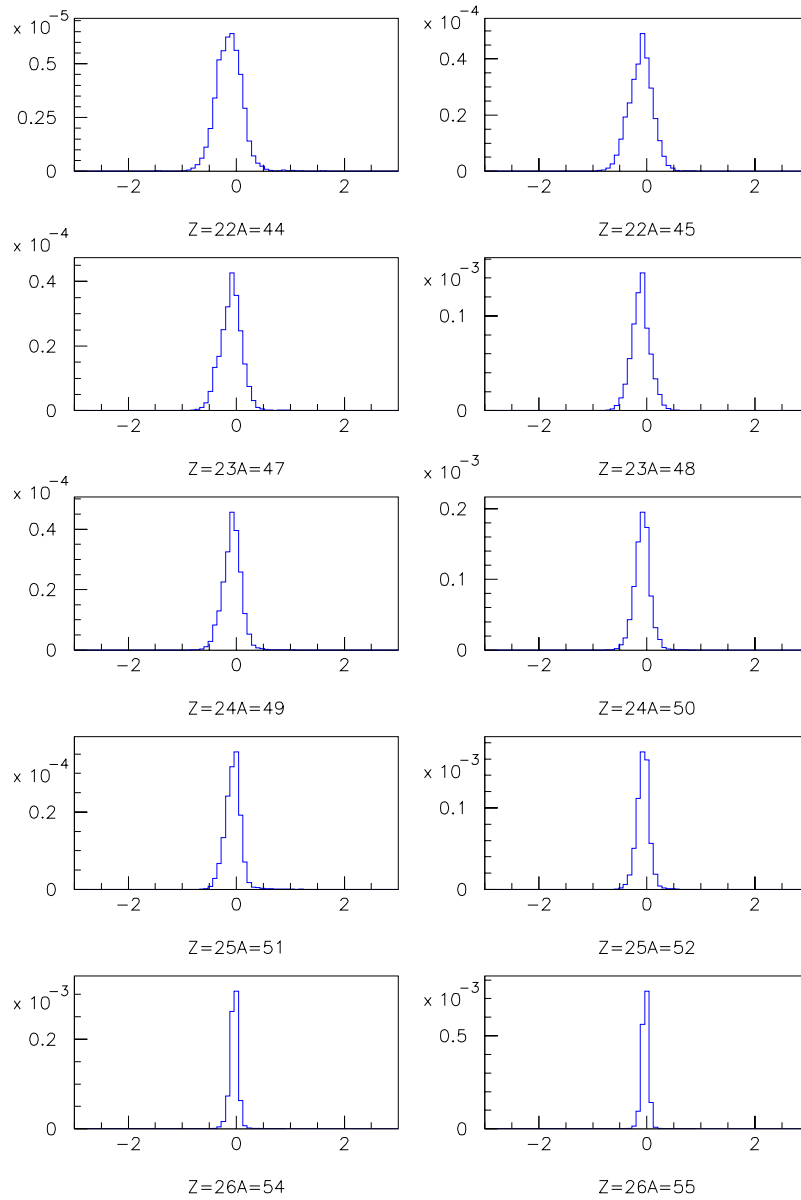 x 10-5 x 10-4
0.5 0.4
0.25 0.2
0 0
-2 0 2 -2 0 2
Z=22A=44 Z=22A=45
x 10-4 x 10-3
0.4 0.1
0.2
0 0
-2 0 2 -2 0 2
Z=23A=47 Z=23A=48
x 10-4 x 10-3
0.4 0.2
0.2 0.1
0 0
-2 0 2 -2 0 2
Z=24A=49 Z=24A=50
x 10-4 x 10-3
0.2 0.1
0 0
-2 0 2 -2 0 2
Z=25A=51 Z=25A=52
x 10-3 x 10-3
0.2 0.5
0 0
-2 0 2 -2 0 2
Z=26A=54 Z=26A=55